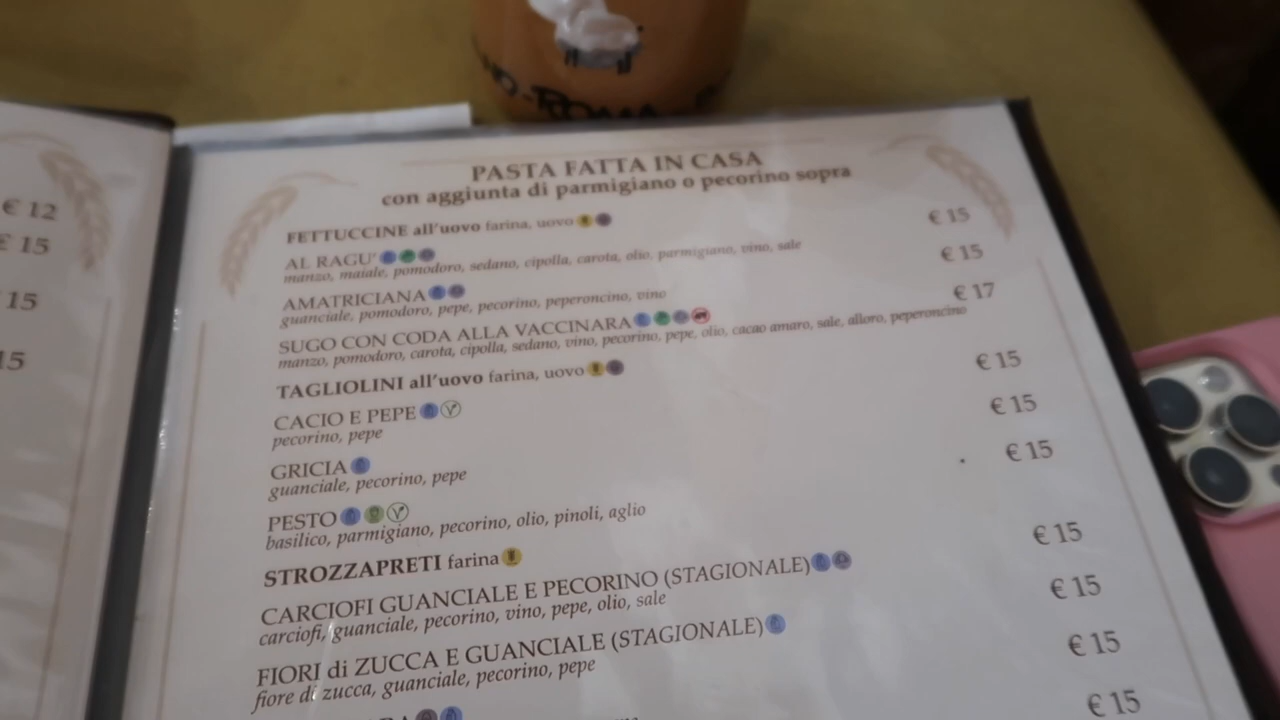 € 12
€ 15
15
15
ROMA
PASTA FATTA IN CASA
con aggiunta di parmigiano o pecorino sopra
FETTUCCINE all'uovo farina, uovo
AL RAGU' € 15
manzo, maiale, pomodoro, sedano, cipolla, carota, olio, parmigiano, vino, sale
AMATRICIANA € 15
guanciale, pomodoro, pepe, pecorino, peperoncino, vino
SUGO CON CODA ALLA VACCINARA € 17
manzo, pomodoro, carota, cipolla, sedano, vino, pecorino, pepe, olio, cacao amaro, sale, alloro, peperoncino
TAGLIOLINI all'uovo farina, uovo
CACIO E PEPE € 15
pecorino, pepe
GRICIA € 15
guanciale, pecorino, pepe
PESTO € 15
basilico, parmigiano, pecorino, olio, pinoli, aglio
STROZZAPRETI farina
CARCIOFI GUANCIALE E PECORINO (STAGIONALE) € 15
carciofi, guanciale, pecorino, vino, pepe, olio, sale
FIORI di ZUCCA E GUANCIALE (STAGIONALE) € 15
fiore di zucca, guanciale, pecorino, pepe
€ 15
€ 15